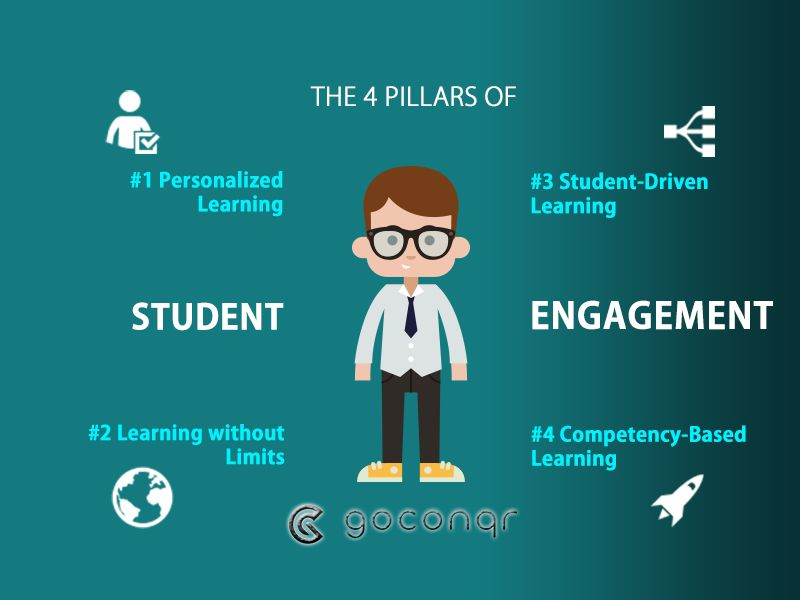 THE 4 PILLARS OF
STUDENT
ENGAGEMENT
#1 Personalized
Learning
#2 Learning without
Limits
#3 Student-Driven
Learning
#4 Competency-Based
Learning
goconqr